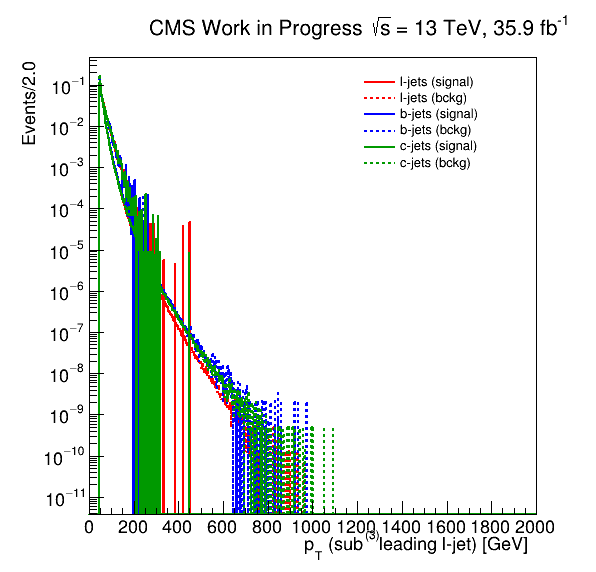 CMS Work in Progress √s = 13 TeV, 35.9 fb⁻¹
Events/2.0
l-jets (signal)
l-jets (bckg)
b-jets (signal)
b-jets (bckg)
c-jets (signal)
c-jets (bckg)
10⁻¹
10⁻²
10⁻³
10⁻⁴
10⁻⁵
10⁻⁶
10⁻⁷
10⁻⁸
10⁻⁹
10⁻¹⁰
10⁻¹¹
0 200 400 600 800 1000 1200 1400 1600 1800 2000
p_T (sub⁽³⁾leading l-jet) [GeV]